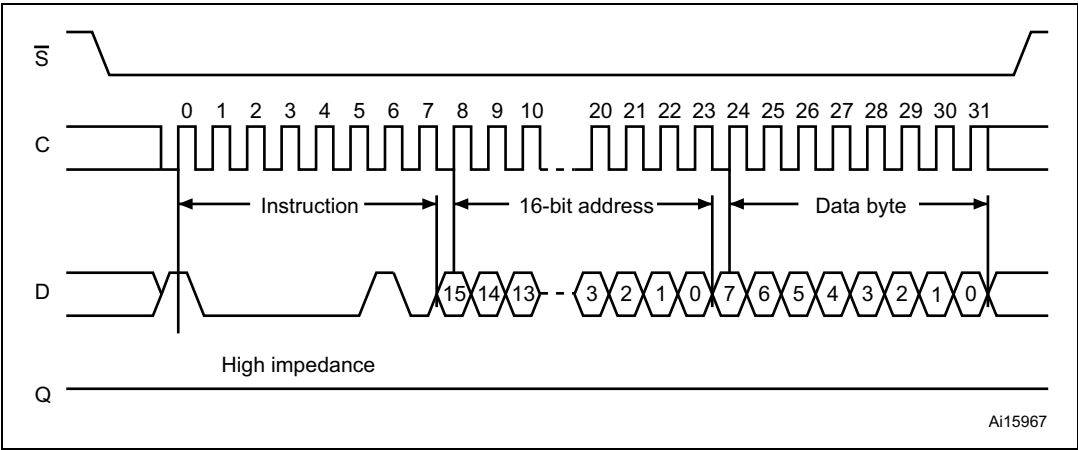 S̅
0 1 2 3 4 5 6 7 8 9 10 20 21 22 23 24 25 26 27 28 29 30 31
C
Instruction 16-bit address Data byte
D
15 14 13 3 2 1 0 7 6 5 4 3 2 1 0
High impedance
Q
Ai15967